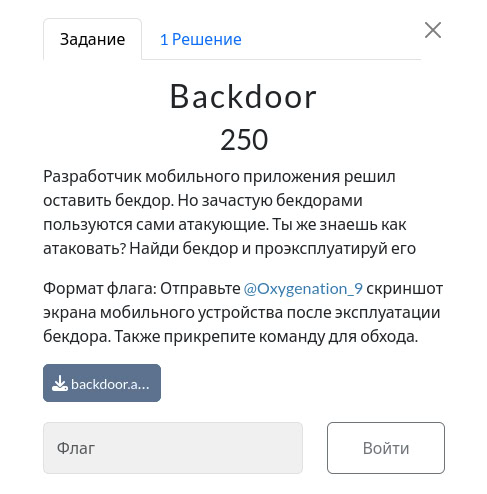 Задание
1 Решение
Backdoor
250
Разработчик мобильного приложения решил
оставить бекдор. Но зачастую бекдорами
пользуются сами атакующие. Ты же знаешь как
атаковать? Найди бекдор и проэксплуатируй его
Формат флага: Отправьте @Oxygenation_9 скриншот
экрана мобильного устройства после эксплуатации
бекдора. Также прикрепите команду для обхода.
backdoor.a...
Флаг
Войти